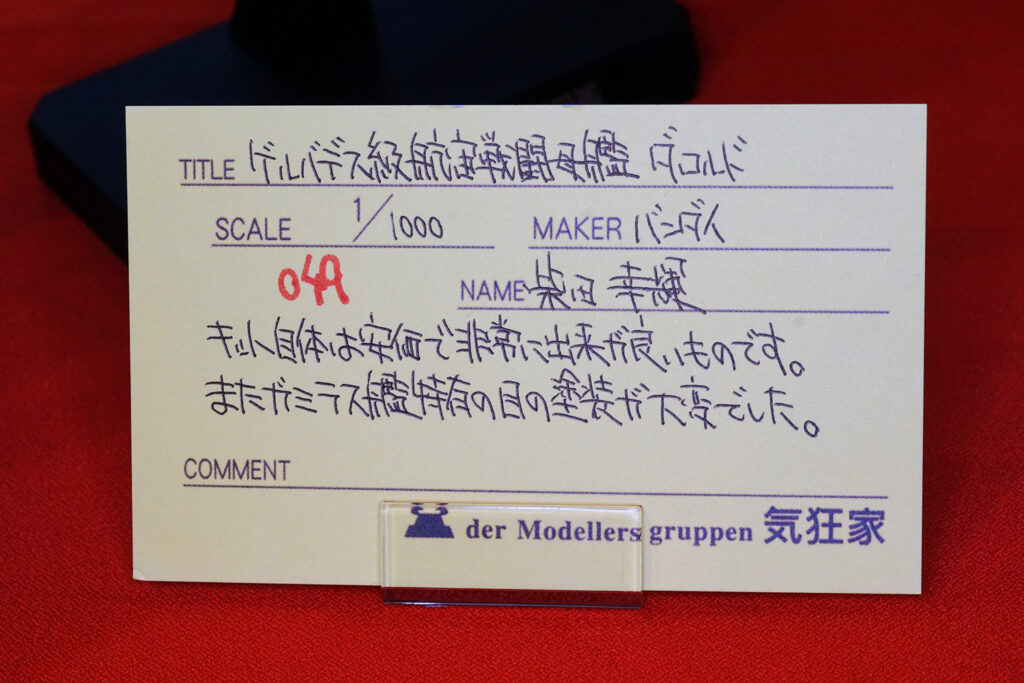 TITLE ゲルバデス級航宙戦闘母艦 ダロルド
SCALE 1/1000 MAKER バンダイ
049 NAME 柴田 幸輝
キット自体は安価で非常に出来が良いものです。
またガミラス艦特有の目の塗装が大変でした。
COMMENT
der Modellers gruppen 気狂家